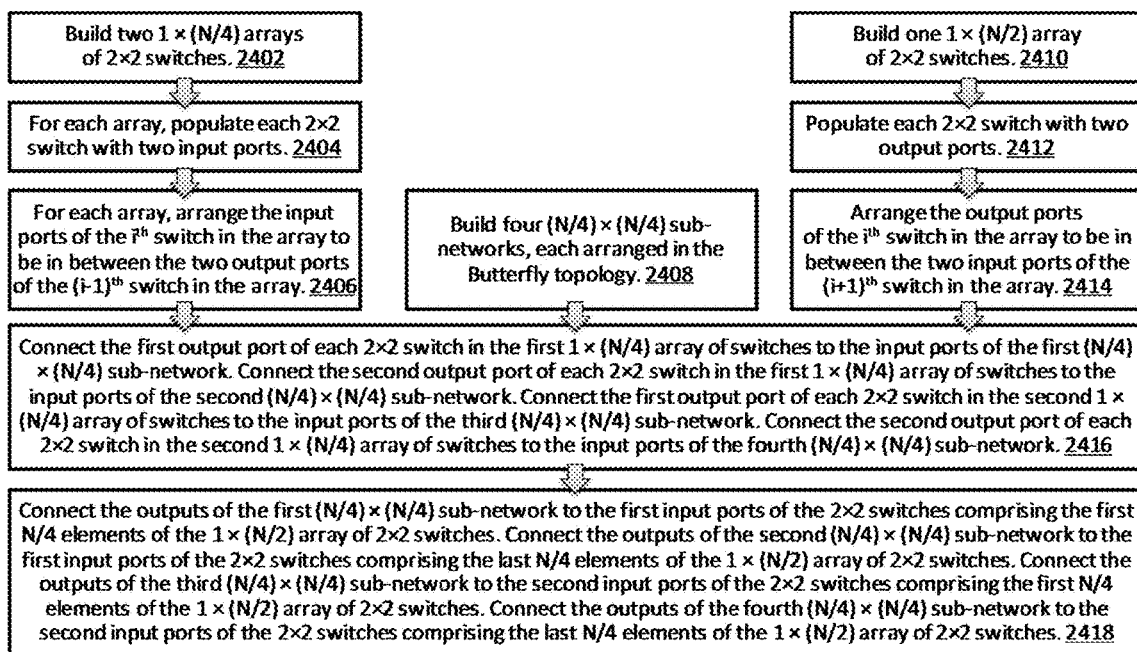 Build two 1 × (N/4) arrays
of 2×2 switches. 2402
For each array, populate each 2×2
switch with two input ports. 2404
For each array, arrange the input
ports of the iᵗʰ switch in the array to
be in between the two output ports
of the (i-1)ᵗʰ switch in the array. 2406
Build four (N/4) × (N/4) sub-
networks, each arranged in the
Butterfly topology. 2408
Build one 1 × (N/2) array
of 2×2 switches. 2410
Populate each 2×2 switch with two
output ports. 2412
Arrange the output ports
of the iᵗʰ switch in the array to be in
between the two input ports of the
(i+1)ᵗʰ switch in the array. 2414
Connect the first output port of each 2×2 switch in the first 1 × (N/4) array of switches to the input ports of the first (N/4)
× (N/4) sub-network. Connect the second output port of each 2×2 switch in the first 1 × (N/4) array of switches to the
input ports of the second (N/4) × (N/4) sub-network. Connect the first output port of each 2×2 switch in the second 1 ×
(N/4) array of switches to the input ports of the third (N/4) × (N/4) sub-network. Connect the second output port of each
2×2 switch in the second 1 × (N/4) array of switches to the input ports of the fourth (N/4) × (N/4) sub-network. 2416
Connect the outputs of the first (N/4) × (N/4) sub-network to the first input ports of the 2×2 switches comprising the first
N/4 elements of the 1 × (N/2) array of 2×2 switches. Connect the outputs of the second (N/4) × (N/4) sub-network to the
first input ports of the 2×2 switches comprising the last N/4 elements of the 1 × (N/2) array of 2×2 switches. Connect the
outputs of the third (N/4) × (N/4) sub-network to the second input ports of the 2×2 switches comprising the first N/4
elements of the 1 × (N/2) array of 2×2 switches. Connect the outputs of the fourth (N/4) × (N/4) sub-network to the
second input ports of the 2×2 switches comprising the last N/4 elements of the 1 × (N/2) array of 2×2 switches. 2418